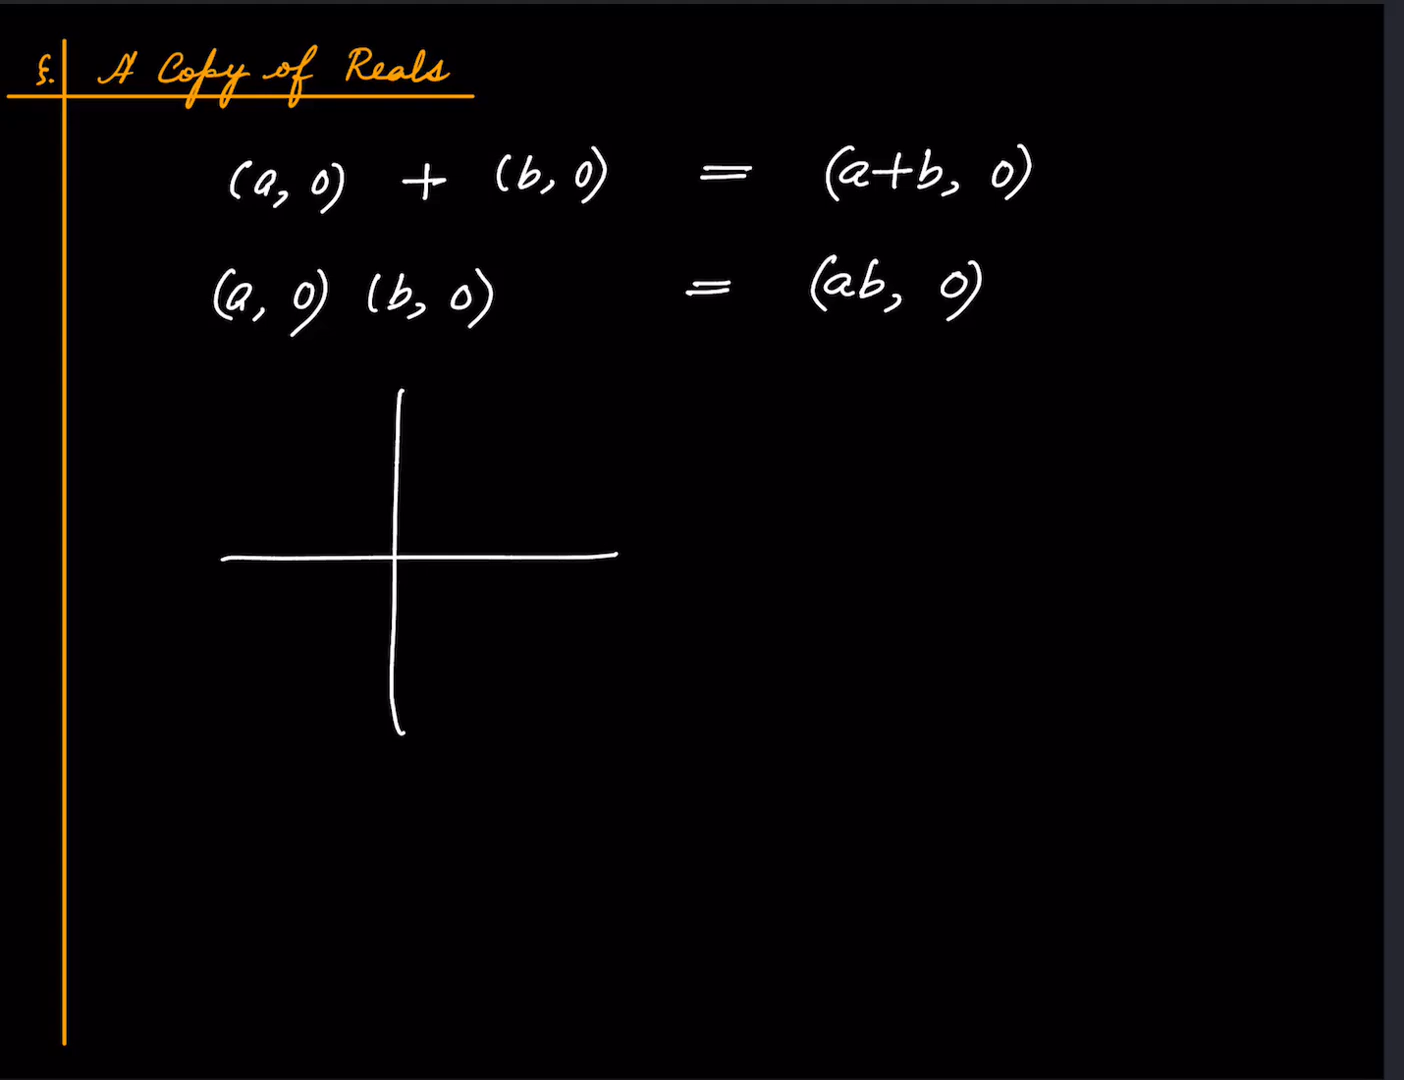 §. A Copy of Reals
(a, 0) + (b, 0) = (a+b, 0)
(a, 0) (b, 0) = (ab, 0)